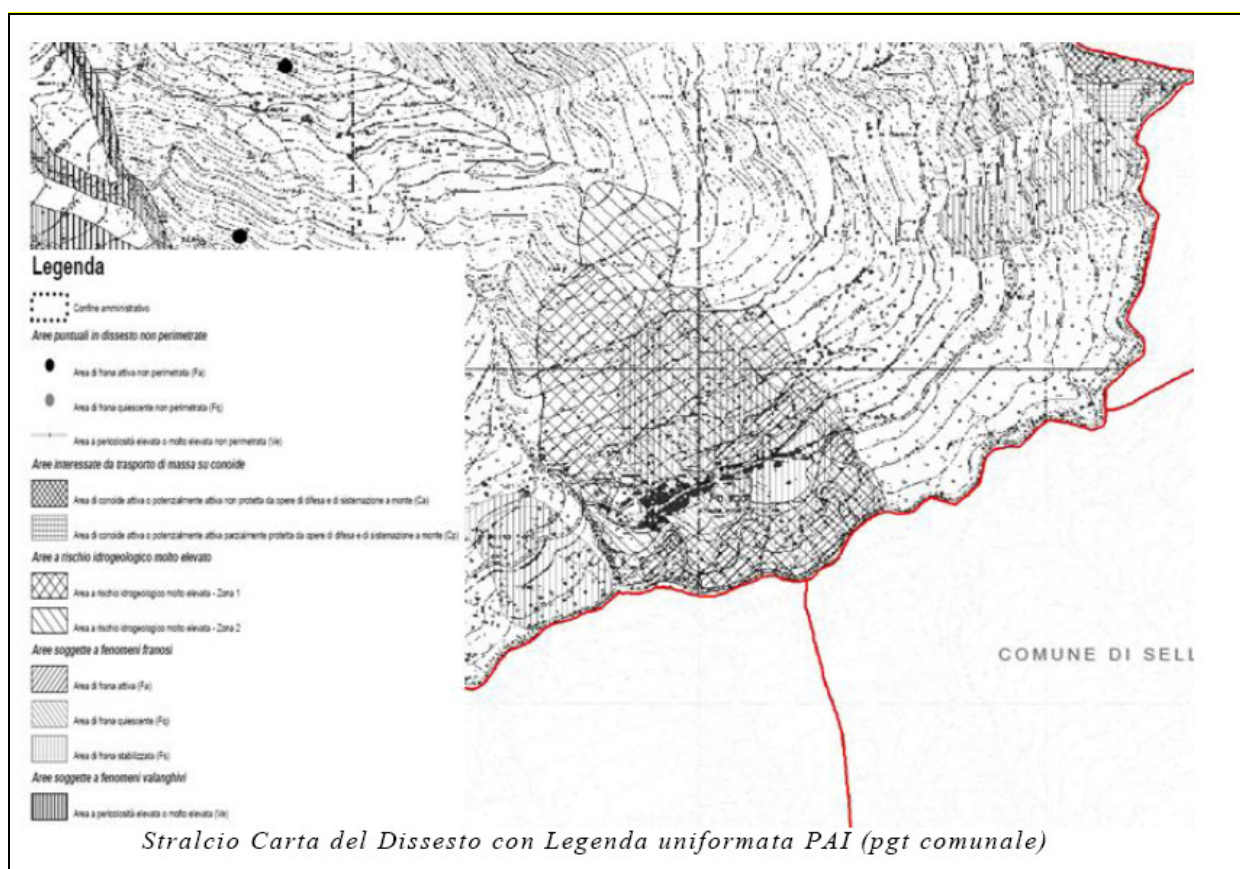 Legenda
Confine amministrativo
Aree puntuali in dissesto non perimetrate
Area di frana attiva non perimetrata (Fa)
Area di frana quiescente non perimetrata (Fq)
Area a pericolosità elevata o molto elevata non perimetrata (Ve)
Aree interessate da trasporto di massa su conoide
Area di conoide attiva o potenzialmente attiva non protetta da opere di difesa e di sistemazione a monte (Ca)
Area di conoide attiva o potenzialmente attiva parzialmente protetta da opere di difesa e di sistemazione a monte (Cp)
Aree a rischio idrogeologico molto elevato
Area a rischio idrogeologico molto elevata - Zona 1
Area a rischio idrogeologico molto elevata - Zona 2
Aree soggette a fenomeni franosi
Area di frana attiva (Fa)
Area di frana quiescente (Fq)
Area di frana stabilizzata (Fs)
Aree soggette a fenomeni valanghivi
Area a pericolosità elevata o molto elevata (Ve)
COMUNE DI SELL
Stralcio Carta del Dissesto con Legenda uniformata PAI (pgt comunale)